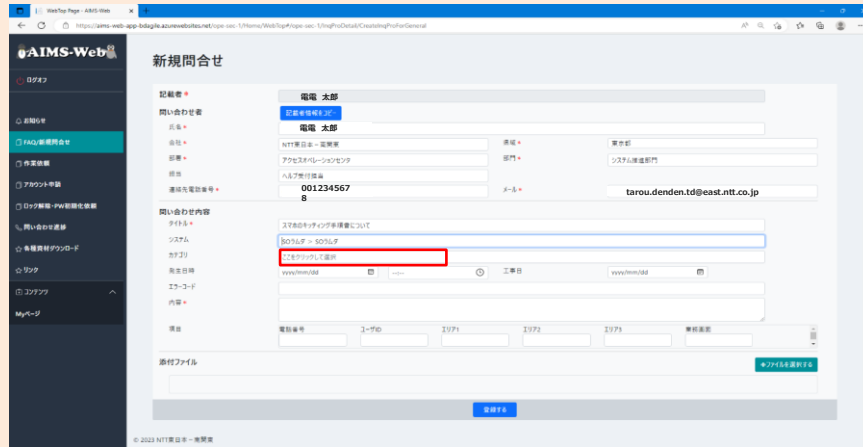 WebTop Page - AIMS-Web
https://aims-web-app-bdagile.azurewebsites.net/ope-sec-1/Home/WebTop#/ope-sec-1/InqProDetail/CreateInqProForGeneral
AIMS-Web
ログオフ
お知らせ
FAQ/新規問合せ
作業依頼
アカウント申請
ロック解除・PW初期化依頼
問い合わせ進捗
各種資材ダウンロード
リンク
コンテンツ
Myページ
新規問合せ
記載者*
電電 太郎
問い合わせ者
記載者情報をコピー
氏名*
電電 太郎
会社*
NTT東日本-南関東
県域*
東京都
部署*
アクセスオペレーションセンタ
部門*
システム推進部門
担当
ヘルプ受付担当
連絡先電話番号*
001234567
8
メール*
tarou.denden.td@east.ntt.co.jp
問い合わせ内容
タイトル*
スマホのキッティング申請書について
システム
SOラムダ > SOラムダ
カテゴリ
ここをクリックして選択
発生日時
yyyy/mm/dd
--:--
工事日
yyyy/mm/dd
エラーコード
内容*
項目
電話番号
ユーザID
エリア1
エリア2
エリア3
業務画面
添付ファイル
+ファイルを選択する
登録する
© 2023 NTT東日本-南関東